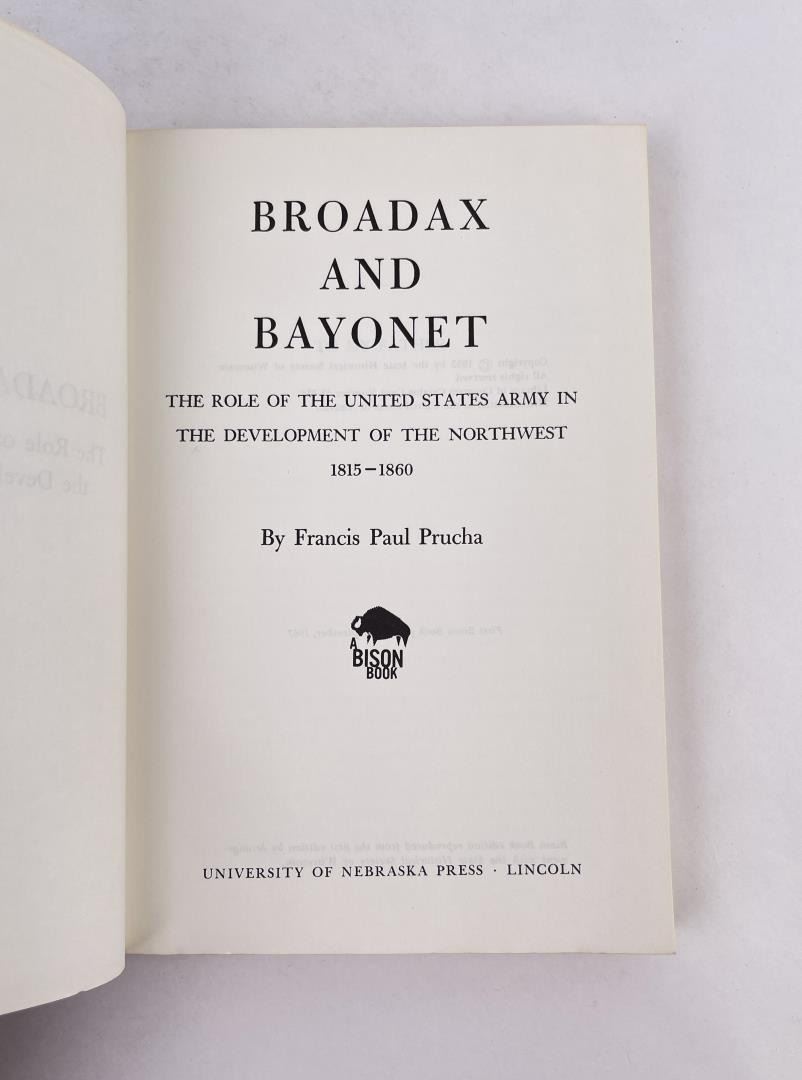 BROADAX
AND
BAYONET
THE ROLE OF THE UNITED STATES ARMY IN
THE DEVELOPMENT OF THE NORTHWEST
1815–1860
By Francis Paul Prucha
A
BISON
BOOK
UNIVERSITY OF NEBRASKA PRESS · LINCOLN